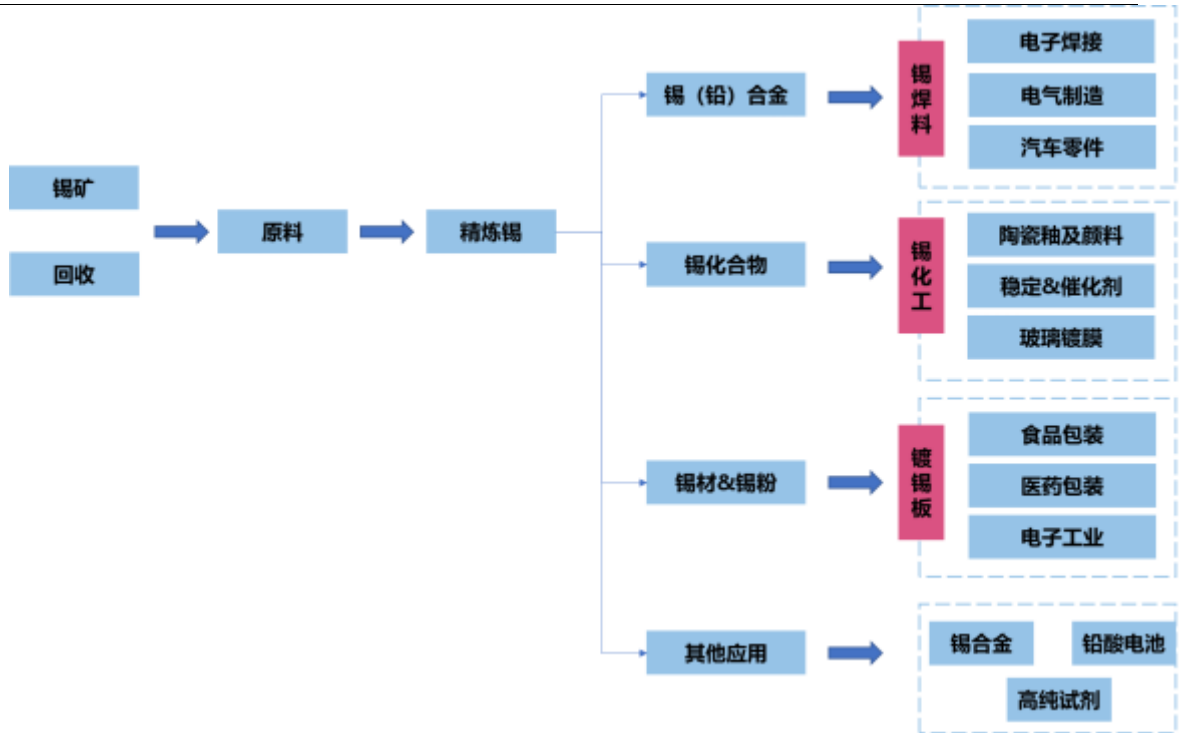 锡矿
回收
原料
精炼锡
锡（铅）合金
锡焊料
电子焊接
电气制造
汽车零件
锡化合物
锡化工
陶瓷釉及颜料
稳定&催化剂
玻璃镀膜
锡材&锡粉
镀锡板
食品包装
医药包装
电子工业
其他应用
锡合金
铅酸电池
高纯试剂